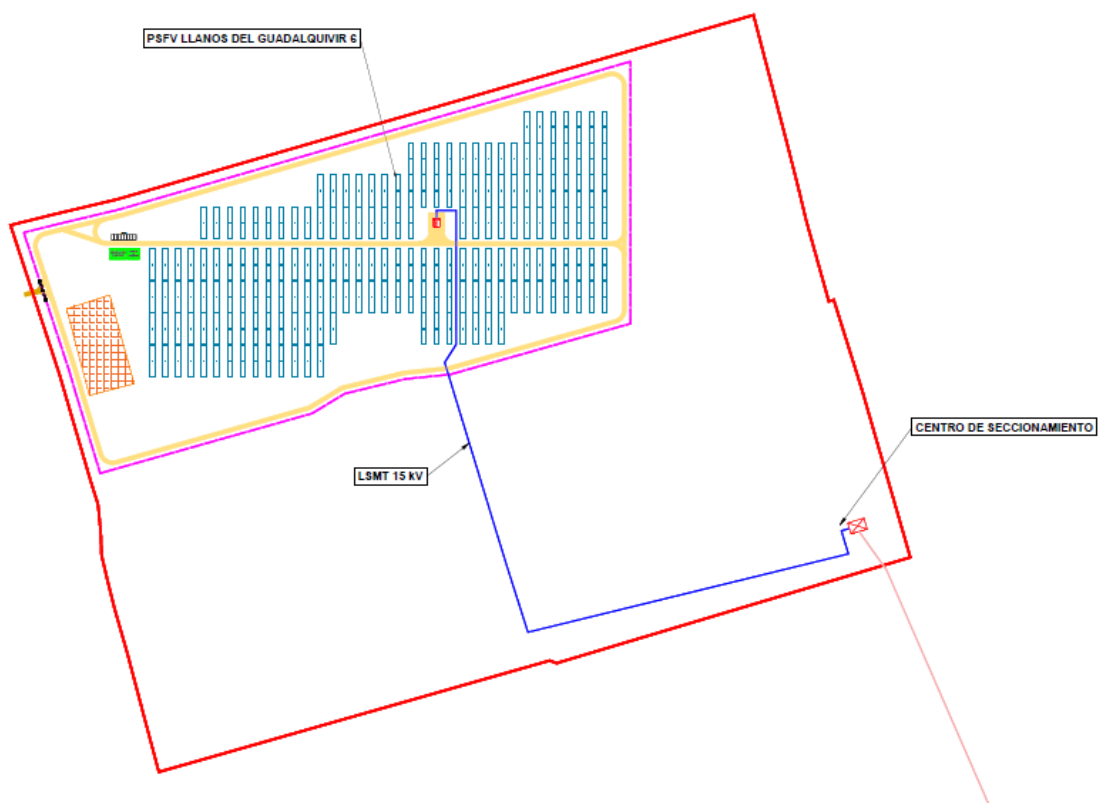 PSFV LLANOS DEL GUADALQUIVIR 6
CENTRO DE SECCIONAMIENTO
LSMT 15 kV